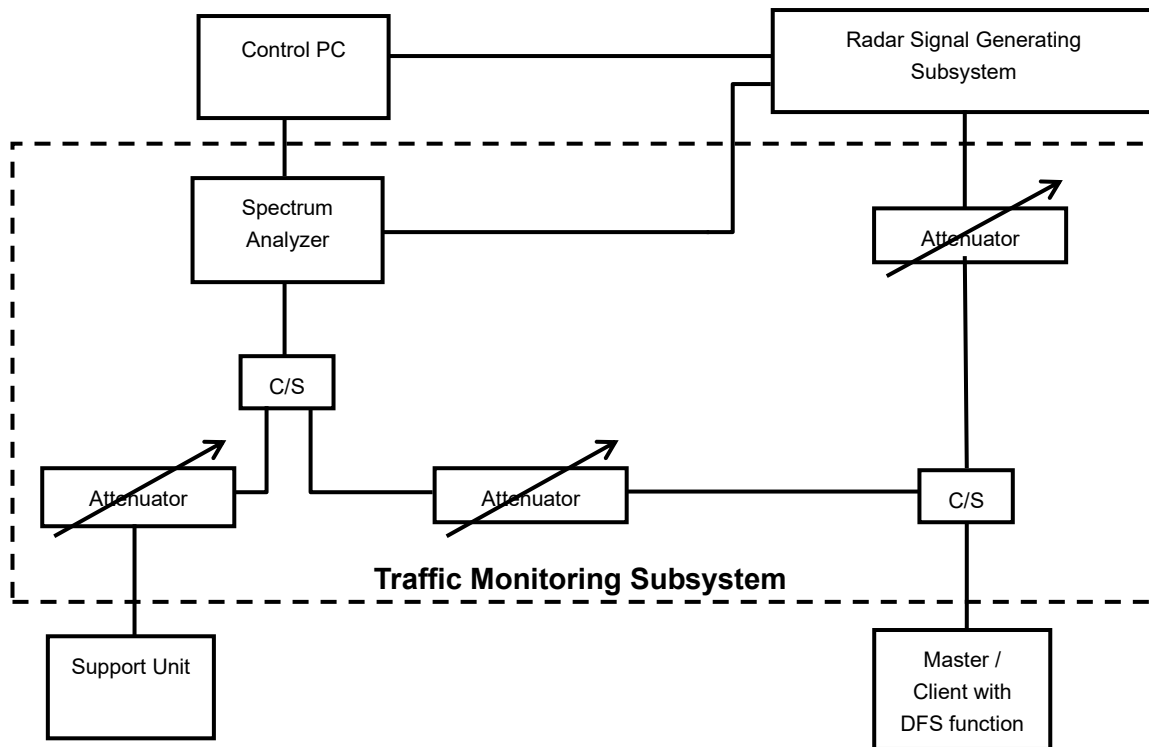 Control PC
Radar Signal Generating
Subsystem
Spectrum
Analyzer
Attenuator
C/S
Attenuator
Attenuator
C/S
Traffic Monitoring Subsystem
Support Unit
Master /
Client with
DFS function